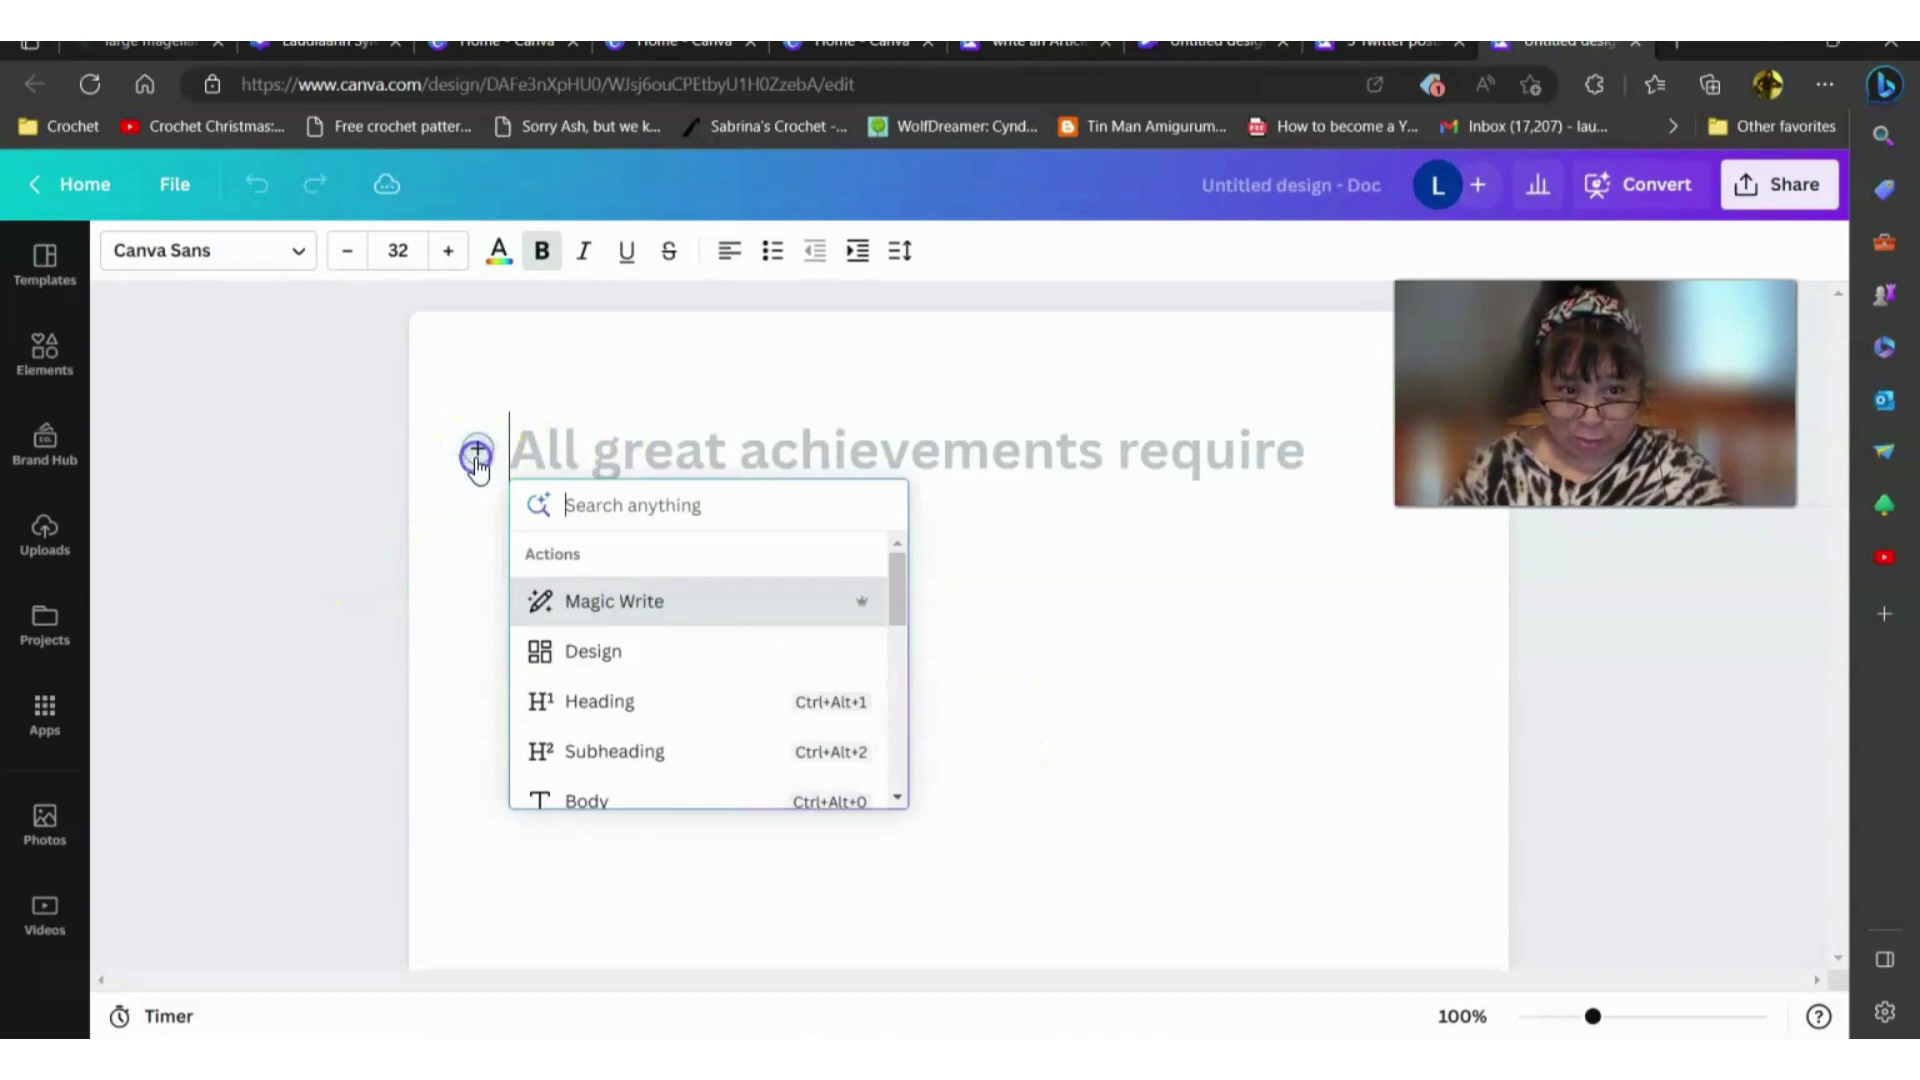 https://www.canva.com/design/DAFe3nXpHU0/WJsj6ouCPEtbyU1H0ZzebA/edit
Crochet
Crochet Christmas:...
Free crochet patter...
Sorry Ash, but we k...
Sabrina's Crochet -...
WolfDreamer: Cynd...
Tin Man Amigurum...
How to become a Y...
Inbox (17,207) - lau...
Other favorites
Home
File
Untitled design - Doc
L
Convert
Share
Canva Sans
32
Templates
Elements
Brand Hub
Uploads
Projects
Apps
Photos
Videos
All great achievements require
Search anything
Actions
Magic Write
Design
H1 Heading Ctrl+Alt+1
H2 Subheading Ctrl+Alt+2
Body Ctrl+Alt+0
Timer
100%